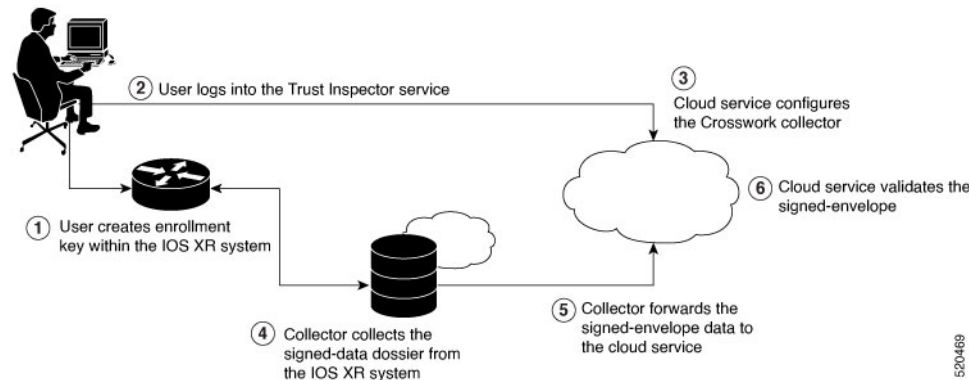 2 User logs into the Trust Inspector service
3
Cloud service configures
the Crosswork collector
1 User creates enrollment
key within the IOS XR system
6 Cloud service validates the
signed-envelope
4 Collector collects the
signed-data dossier from
the IOS XR system
5 Collector forwards the
signed-envelope data to
the cloud service
520469